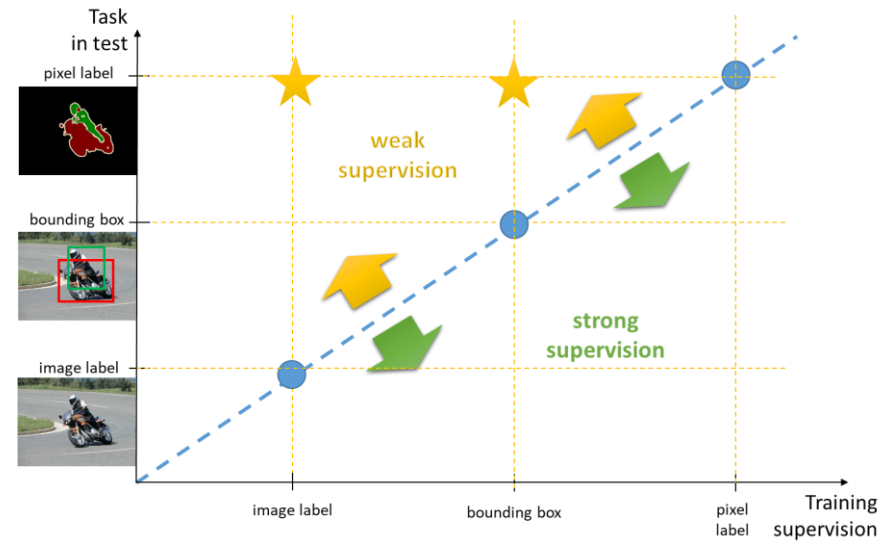 Task
in test
pixel label
weak
supervision
bounding box
strong
supervision
image label
image label
bounding box
pixel
label
Training
supervision